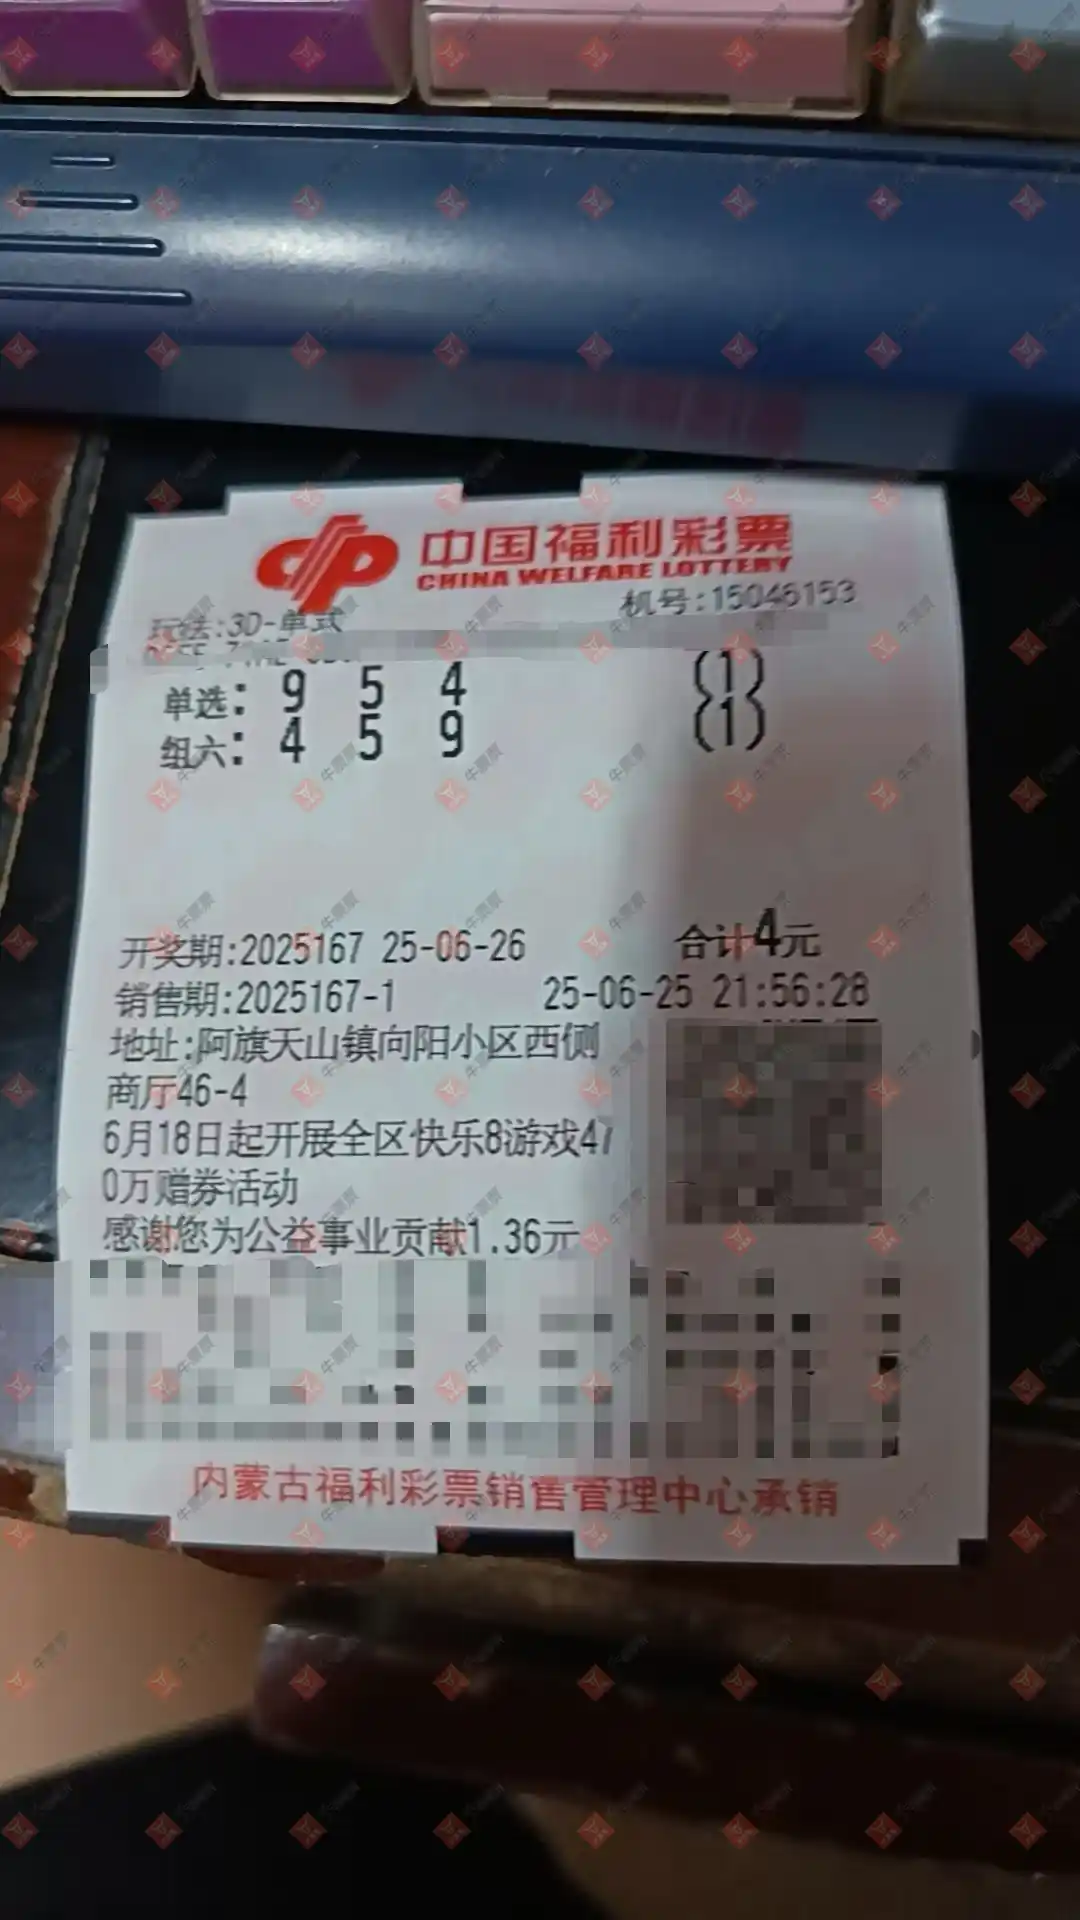 中国福利彩票
CHINA WELFARE LOTTERY
机号:15046153
玩法:3D-单式
单选: 9 5 4 (1)
组六: 4 5 9 (1)
开奖期:2025167 25-06-26 合计4元
销售期:2025167-1 25-06-25 21:56:28
地址:阿旗天山镇向阳小区西侧
商厅46-4
6月18日起开展全区快乐8游戏47
0万赠券活动
感谢您为公益事业贡献1.36元
内蒙古福利彩票销售管理中心承销